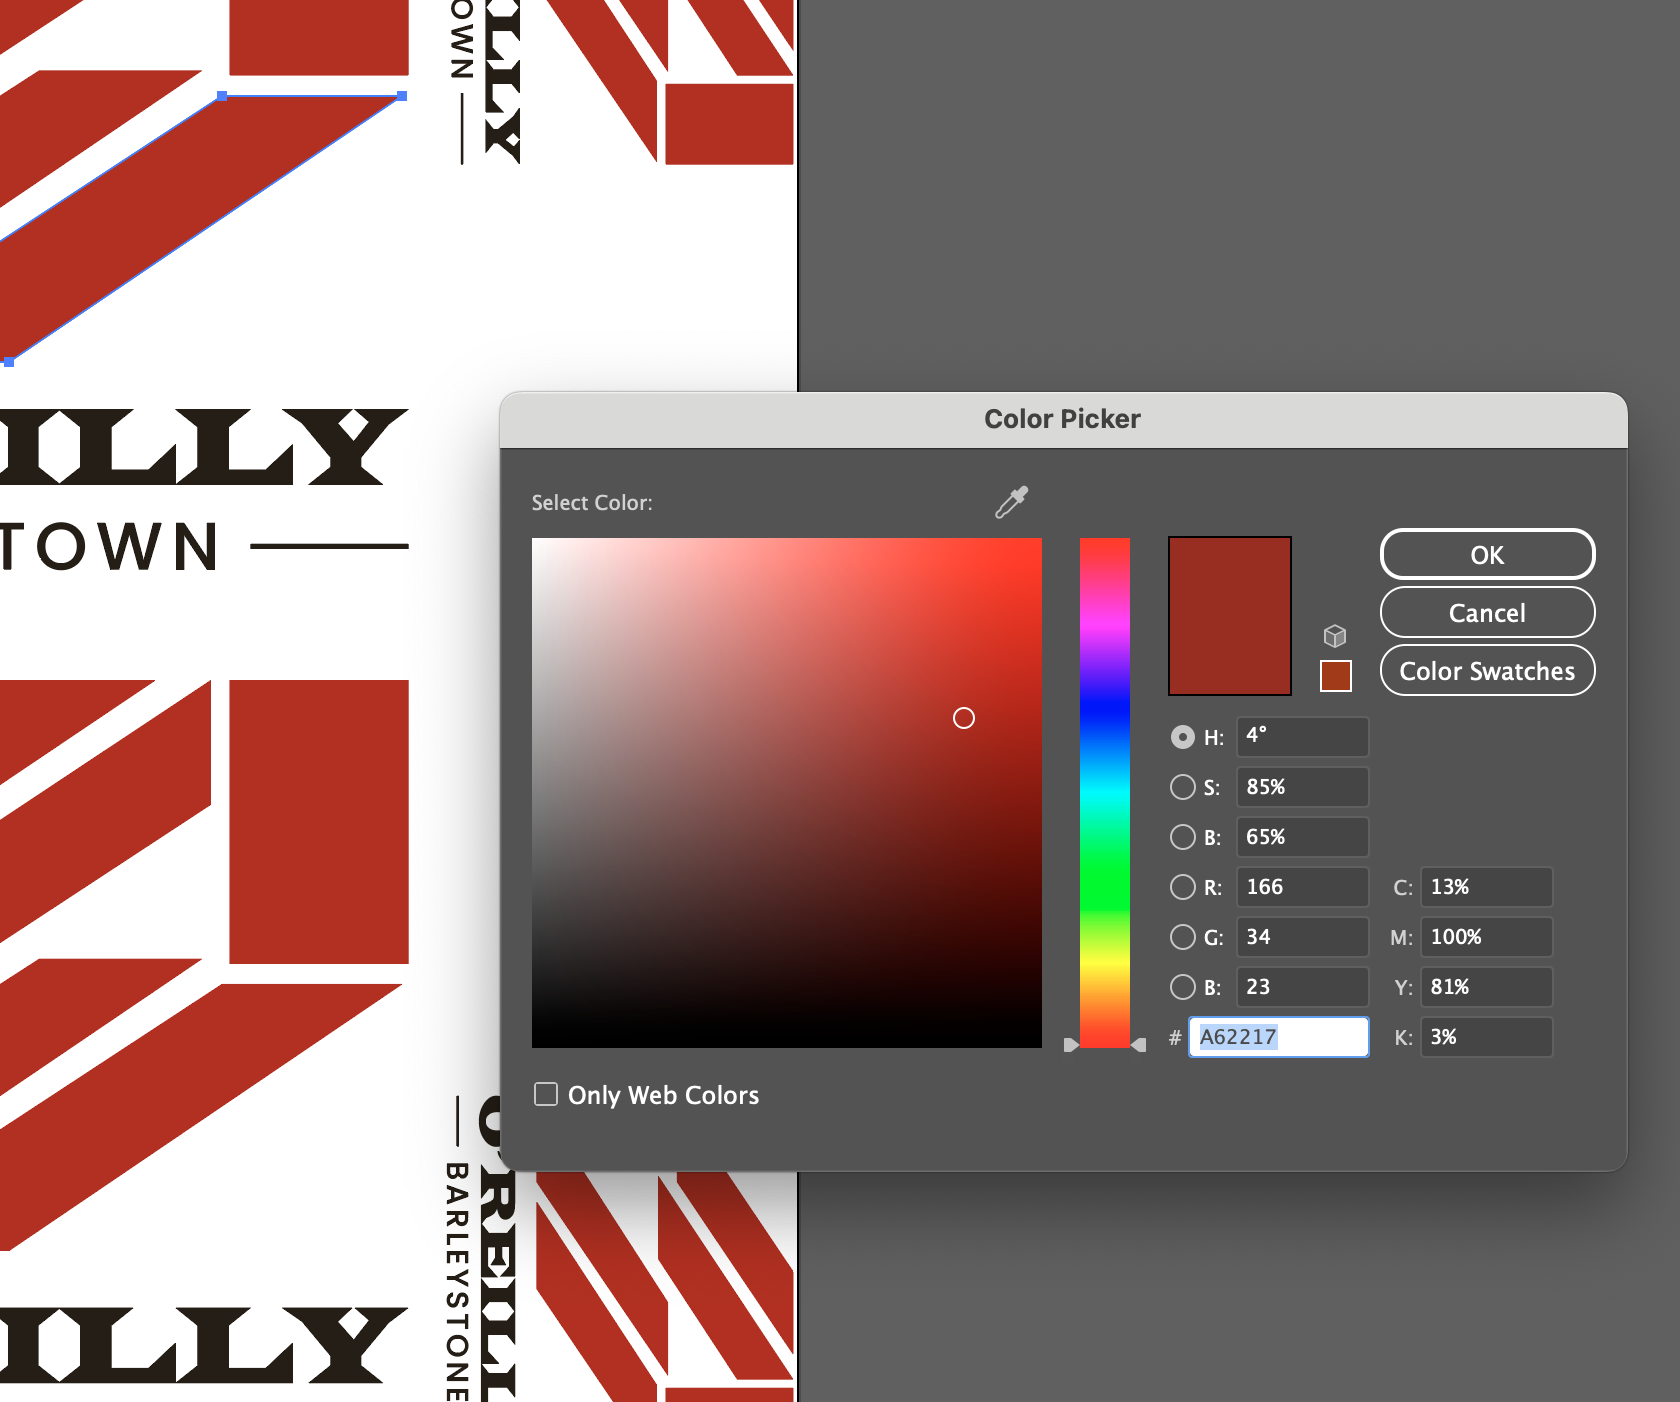 OWN
ILLY
ILLY
TOWN
Color Picker
Select Color:
OK
Cancel
Color Swatches
H: 4°
S: 85%
B: 65%
R: 166
C: 13%
G: 34
M: 100%
B: 23
Y: 81%
# A62217
K: 3%
Only Web Colors
BARLEYSTONE
O'REILL
ILLY